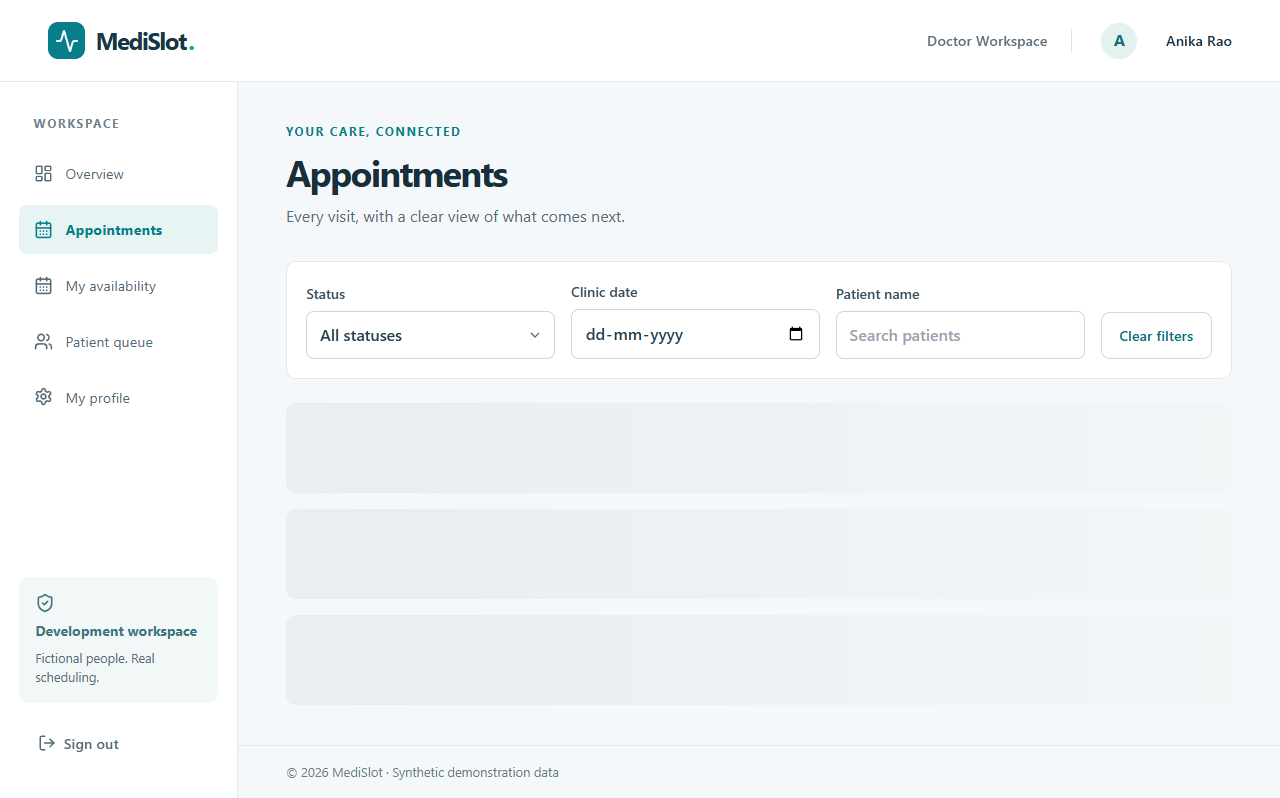 MediSlot.
Doctor Workspace
A
Anika Rao
WORKSPACE
Overview
Appointments
My availability
Patient queue
My profile
Development workspace
Fictional people. Real
scheduling.
Sign out
YOUR CARE, CONNECTED
Appointments
Every visit, with a clear view of what comes next.
Status
All statuses
Clinic date
dd-mm-yyyy
Patient name
Search patients
Clear filters
© 2026 MediSlot · Synthetic demonstration data